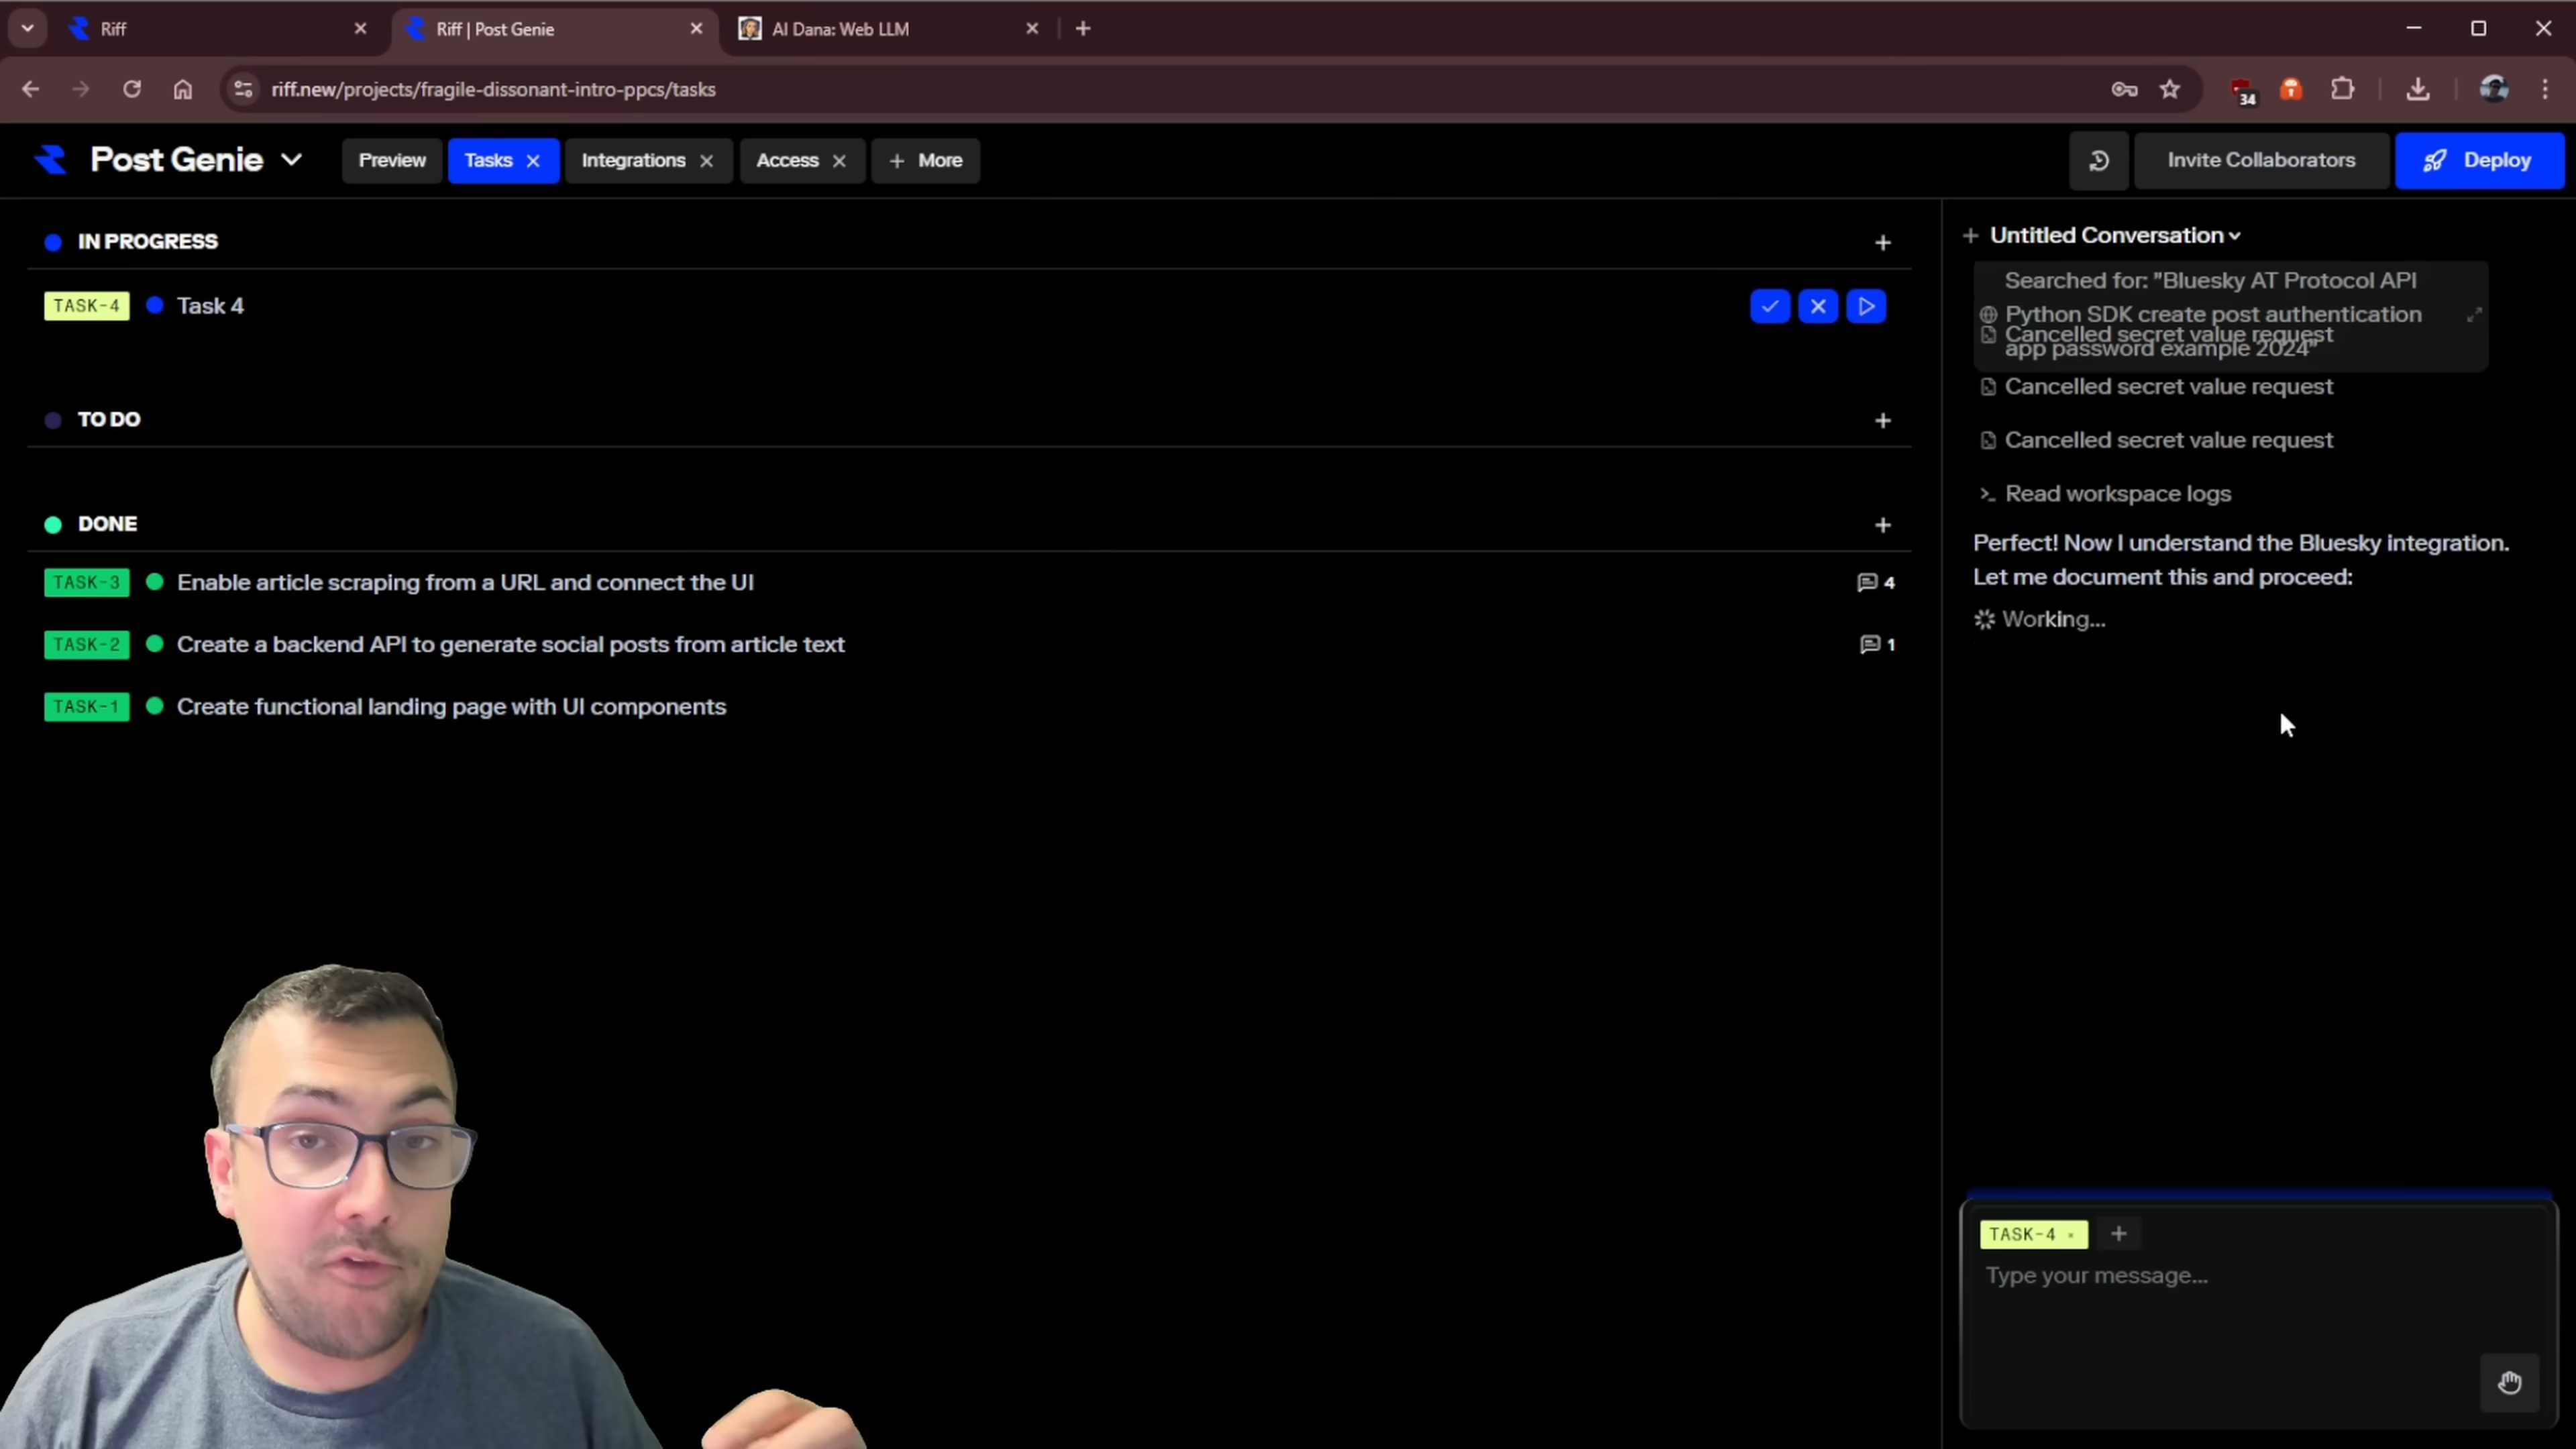 Riff
Riff | Post Genie
AI Dana: Web LLM
riff.new/projects/fragile-dissonant-intro-ppcs/tasks
34
Post Genie
Preview
Tasks
Integrations
Access
More
Invite Collaborators
Deploy
IN PROGRESS
TASK-4 Task 4
TO DO
DONE
TASK-3 Enable article scraping from a URL and connect the UI 4
TASK-2 Create a backend API to generate social posts from article text 1
TASK-1 Create functional landing page with UI components
Untitled Conversation
Searched for: "Bluesky AT Protocol API
Python SDK create post authentication
Cancelled secret value request
app password example 2024"
Cancelled secret value request
Cancelled secret value request
Read workspace logs
Perfect! Now I understand the Bluesky integration.
Let me document this and proceed:
Working...
TASK-4
Type your message...